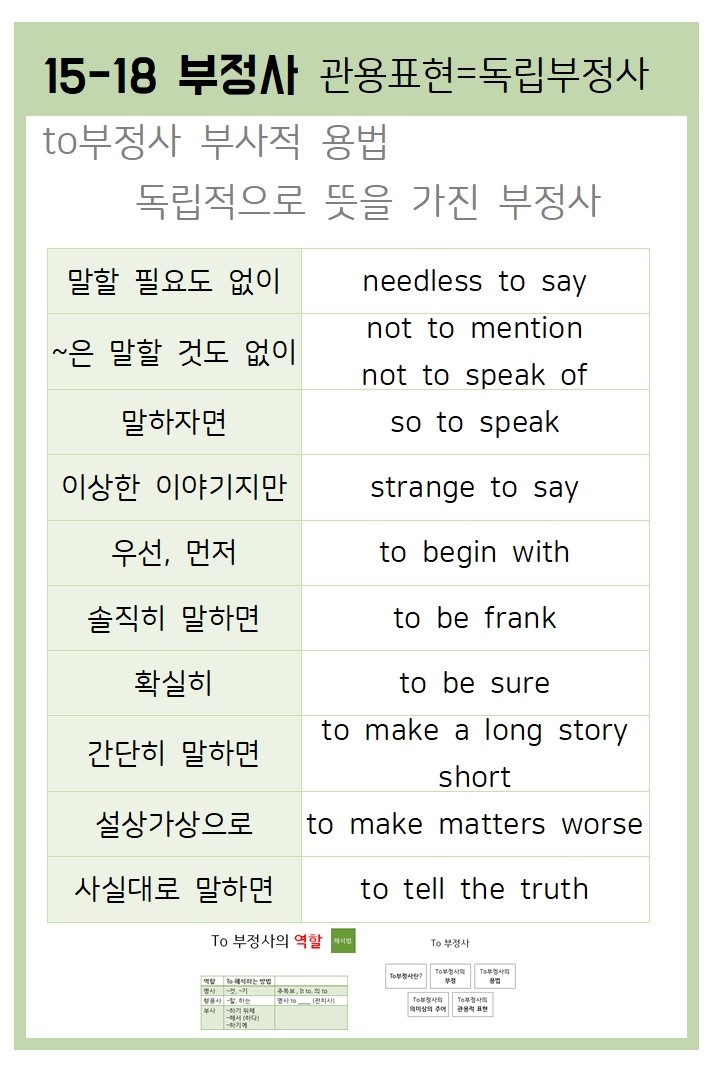 15-18 부정사 관용표현=독립부정사
to부정사 부사적 용법
독립적으로 뜻을 가진 부정사
말할 필요도 없이 needless to say
~은 말할 것도 없이 not to mention
not to speak of
말하자면 so to speak
이상한 이야기지만 strange to say
우선, 먼저 to begin with
솔직히 말하면 to be frank
확실히 to be sure
간단히 말하면 to make a long story
short
설상가상으로 to make matters worse
사실대로 말하면 to tell the truth
To 부정사의 역할 해석법
역할 To 해석하는 방법
명사 ~것, ~기 주목보, It to, 의 to
형용사 ~할, 하는 명사 to ____ (전치사)
부사 ~하기 위해
~해서 (하다)
~하기에
To 부정사
To부정사란?
To부정사의
부정
To부정사의
용법
To부정사의
의미상의 주어
To부정사의
관용적 표현